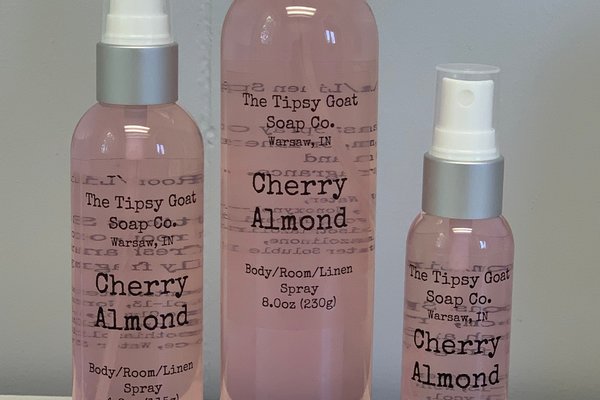 The Tipsy Goat
Soap Co.
Warsaw, IN
Cherry
Almond
Body/Room/Linen
Spray
The Tipsy Goat
Soap Co.
Warsaw, IN
Cherry
Almond
Body/Room/Linen
Spray
8.0oz (230g)
The Tipsy Goat
Soap Co.
Warsaw, IN
Cherry
Almond